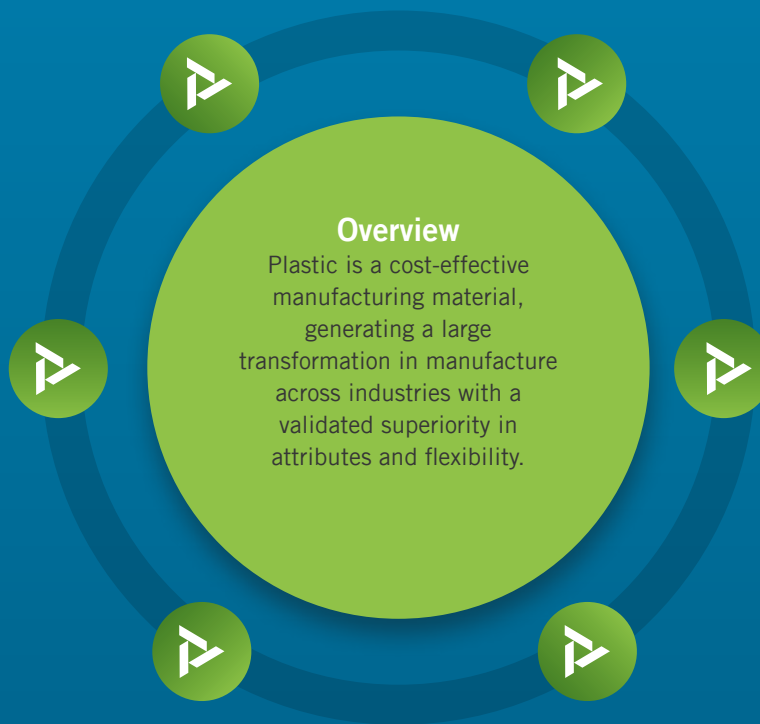 Overview
Plastic is a cost-effective
manufacturing material,
generating a large
transformation in manufacture
across industries with a
validated superiority in
attributes and flexibility.